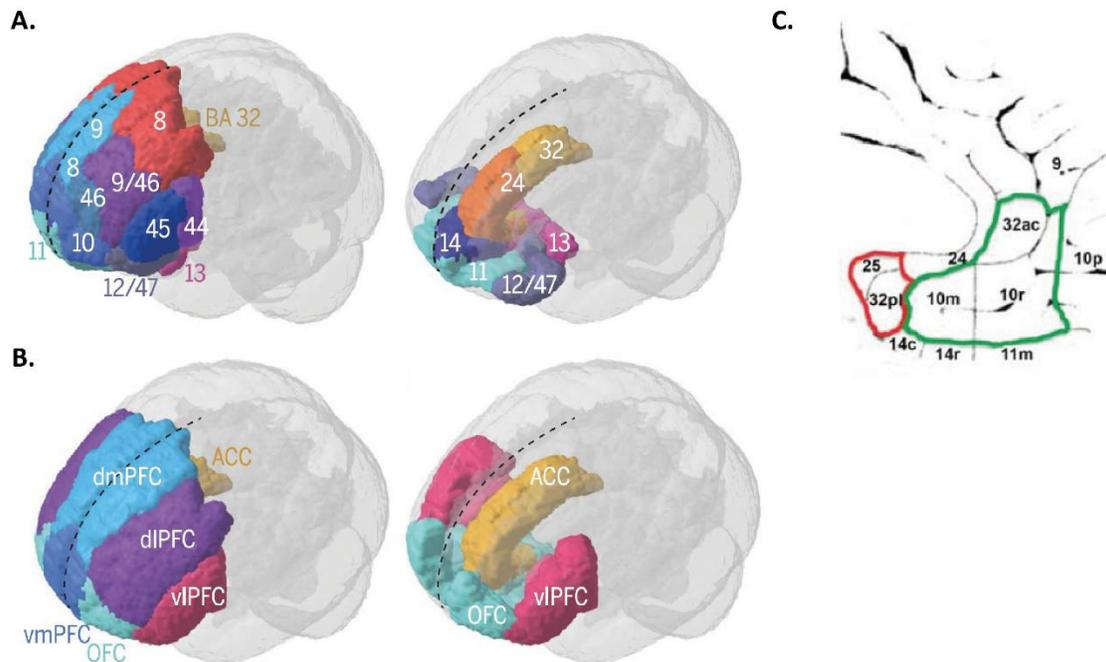 A.
C.
9
8
BA 32
8
9/46
46
45
44
11
10
13
12/47
32
24
14
13
11
12/47
9
32ac
25
24
10p
32pl
10m
10r
14c
14r
11m
B.
dmPFC
ACC
dlPFC
vlPFC
vmPFC
OFC
ACC
OFC
vlPFC